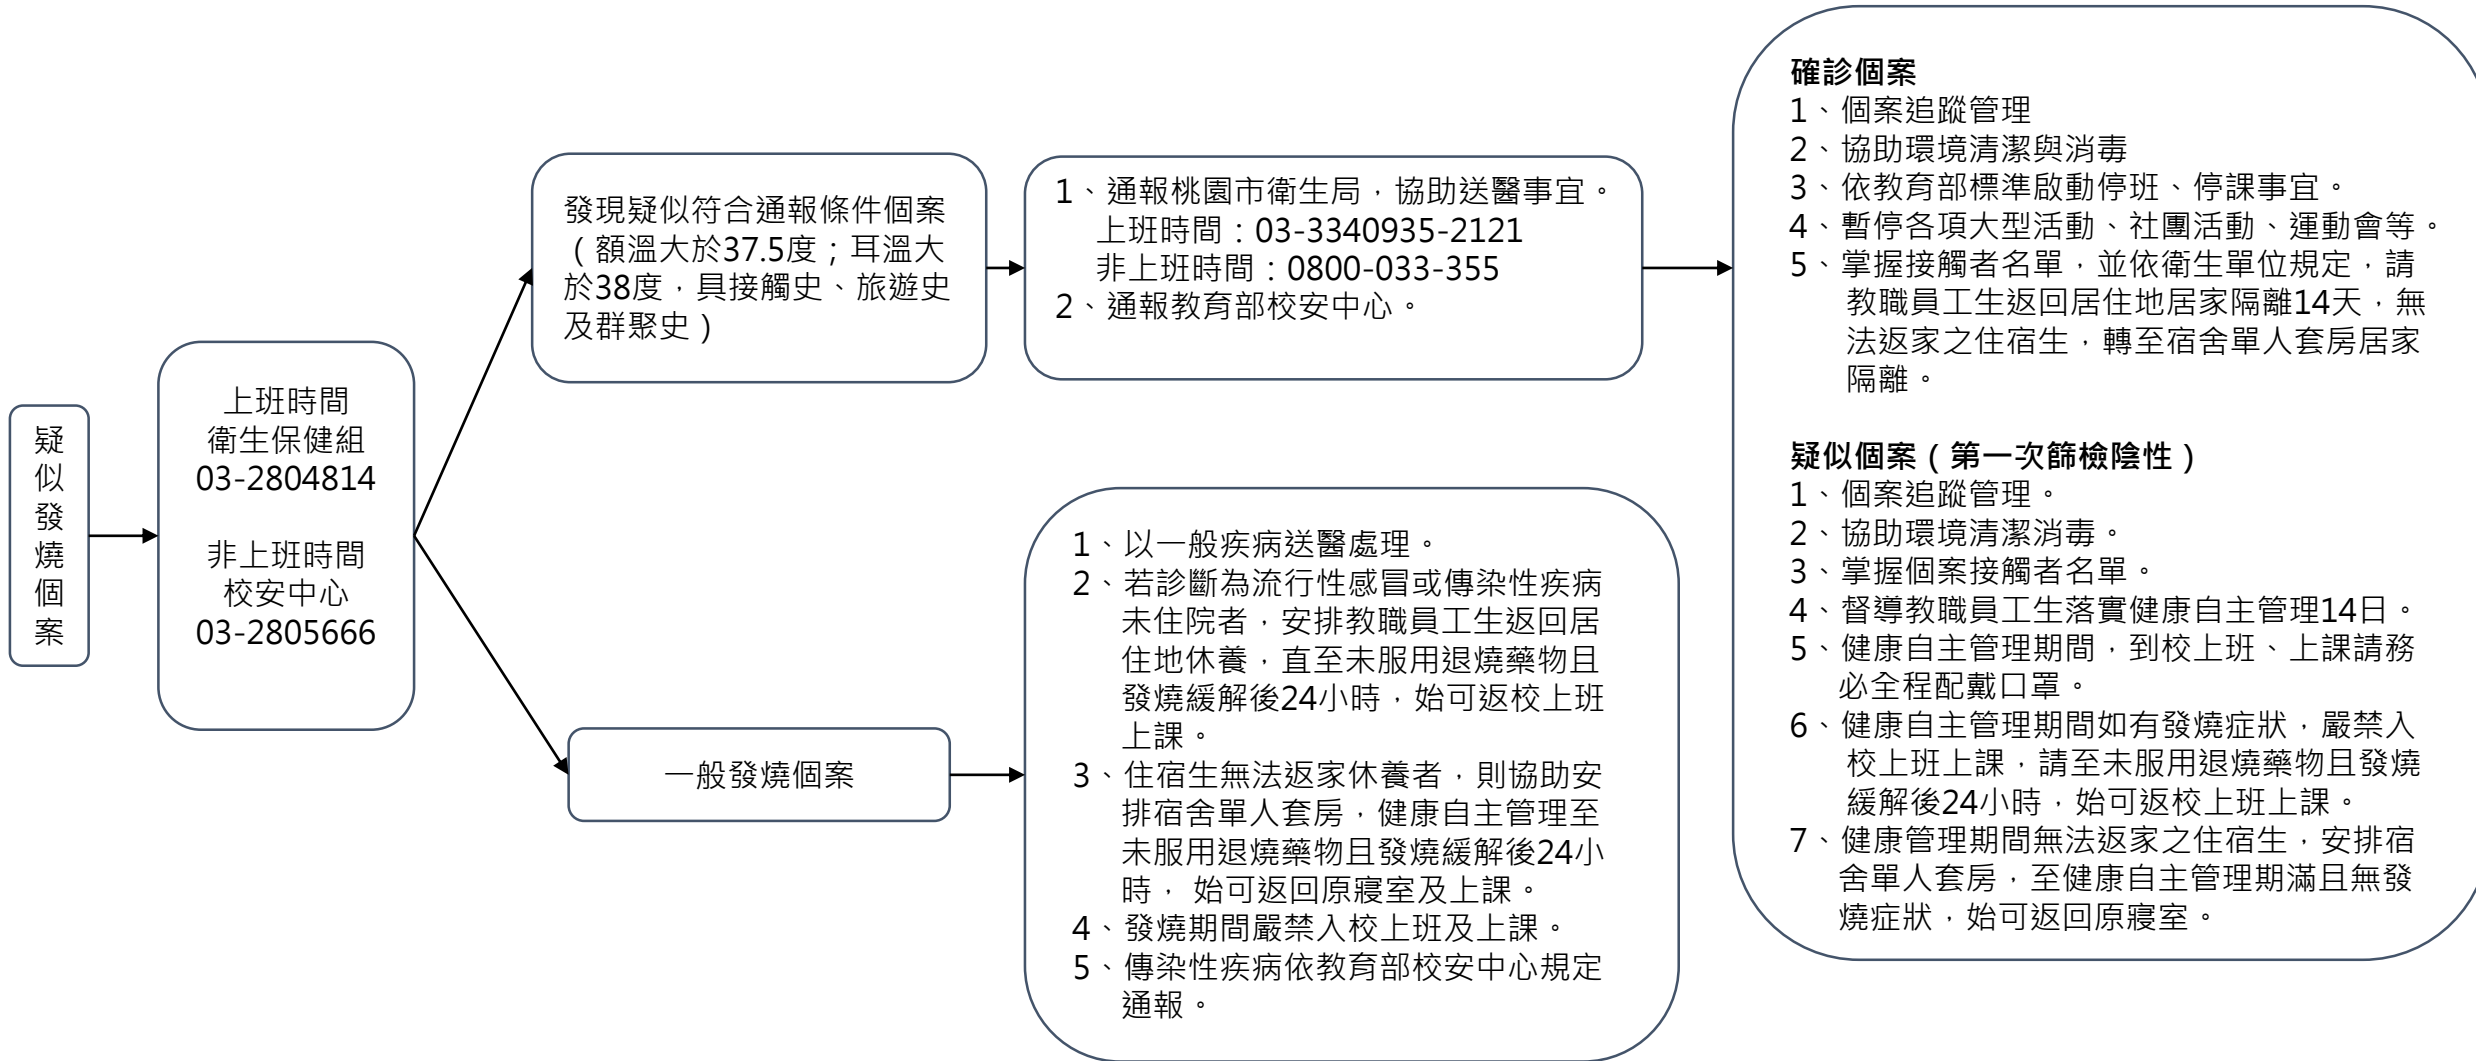 疑似發燒個案
上班時間
衛生保健組
03-2804814
非上班時間
校安中心
03-2805666
發現疑似符合通報條件個案
（額溫大於37.5度；耳溫大
於38度，具接觸史、旅遊史
及群聚史）
1、通報桃園市衛生局，協助送醫事宜。
上班時間：03-3340935-2121
非上班時間：0800-033-355
2、通報教育部校安中心。
確診個案
1、個案追蹤管理
2、協助環境清潔與消毒
3、依教育部標準啟動停班、停課事宜。
4、暫停各項大型活動、社團活動、運動會等。
5、掌握接觸者名單，並依衛生單位規定，請
教職員工生返回居住地居家隔離14天，無
法返家之住宿生，轉至宿舍單人套房居家
隔離。
疑似個案（第一次篩檢陰性）
1、個案追蹤管理。
2、協助環境清潔消毒。
3、掌握個案接觸者名單。
4、督導教職員工生落實健康自主管理14日。
5、健康自主管理期間，到校上班、上課請務
必全程配戴口罩。
6、健康自主管理期間如有發燒症狀，嚴禁入
校上班上課，請至未服用退燒藥物且發燒
緩解後24小時，始可返校上班上課。
7、健康管理期間無法返家之住宿生，安排宿
舍單人套房，至健康自主管理期滿且無發
燒症狀，始可返回原寢室。
一般發燒個案
1、以一般疾病送醫處理。
2、若診斷為流行性感冒或傳染性疾病
未住院者，安排教職員工生返回居
住地休養，直至未服用退燒藥物且
發燒緩解後24小時，始可返校上班
上課。
3、住宿生無法返家休養者，則協助安
排宿舍單人套房，健康自主管理至
未服用退燒藥物且發燒緩解後24小
時， 始可返回原寢室及上課。
4、發燒期間嚴禁入校上班及上課。
5、傳染性疾病依教育部校安中心規定
通報。